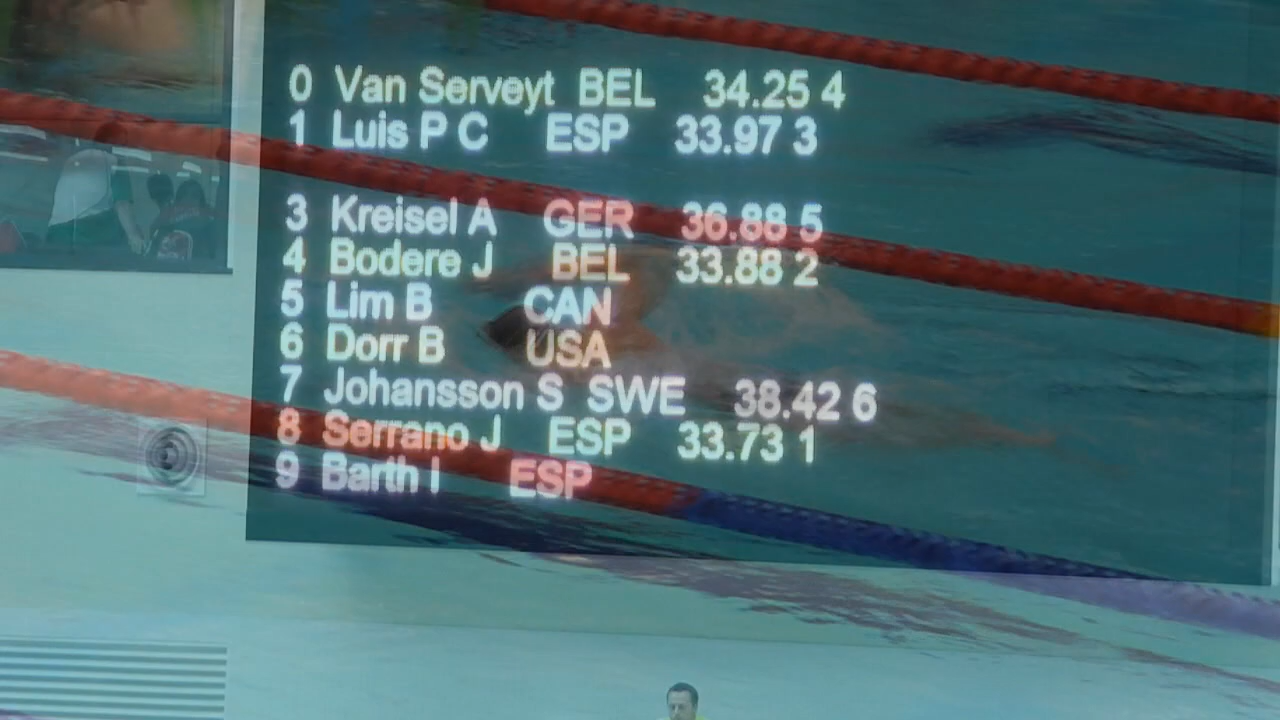 0 Van Serveyt BEL 34.25 4
1 Luis P C ESP 33.97 3
3 Kreisel A GER 36.88 5
4 Bodere J BEL 33.88 2
5 Lim B CAN
6 Dorr B USA
7 Johansson S SWE 38.42 6
8 Serrano J ESP 33.73 1
9 Barth I ESP